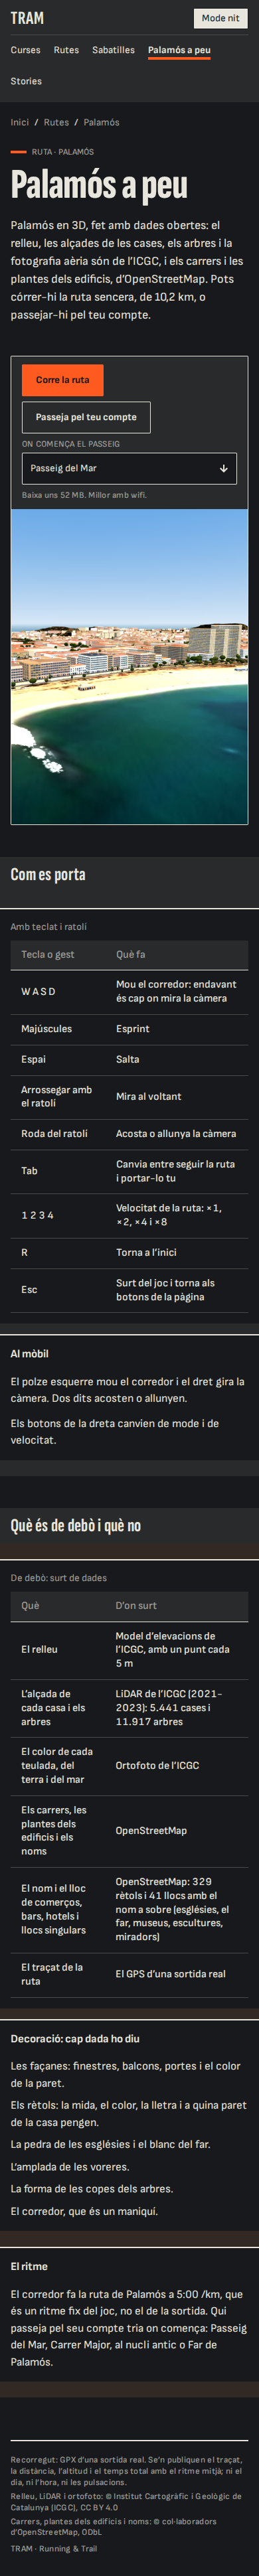 TRAM
Mode nit
Curses Rutes Sabatilles Palamós a peu
Stories
Inici / Rutes / Palamós
RUTA · PALAMÓS
Palamós a peu
Palamós en 3D, fet amb dades obertes: el
relleu, les alçades de les cases, els arbres i la
fotografia aèria són de l’ICGC, i els carrers i les
plantes dels edificis, d’OpenStreetMap. Pots
córrer-hi la ruta sencera, de 10,2 km, o
passejar-hi pel teu compte.
Corre la ruta
Passeja pel teu compte
ON COMENÇA EL PASSEIG
Passeig del Mar
Baixa uns 52 MB. Millor amb wifi.
Com es porta
Amb teclat i ratolí
Tecla o gest Què fa
W A S D Mou el corredor: endavant
és cap on mira la càmera
Majúscules Esprint
Espai Salta
Arrossegar amb
el ratolí Mira al voltant
Roda del ratolí Acosta o allunya la càmera
Tab Canvia entre seguir la ruta
i portar-lo tu
1 2 3 4 Velocitat de la ruta: ×1,
×2, ×4 i ×8
R Torna a l’inici
Esc Surt del joc i torna als
botons de la pàgina
Al mòbil
El polze esquerre mou el corredor i el dret gira la
càmera. Dos dits acosten o allunyen.
Els botons de la dreta canvien de mode i de
velocitat.
Què és de debò i què no
De debò: surt de dades
Què D’on surt
El relleu Model d’elevacions de
l’ICGC, amb un punt cada
5 m
L’alçada de
cada casa i els
arbres LiDAR de l’ICGC (2021-
2023): 5.441 cases i
11.917 arbres
El color de cada
teulada, del
terra i del mar Ortofoto de l’ICGC
Els carrers, les
plantes dels
edificis i els
noms OpenStreetMap
El nom i el lloc
de comerços,
bars, hotels i
llocs singulars OpenStreetMap: 329
rètols i 41 llocs amb el
nom a sobre (esglésies, el
far, museus, escultures,
miradors)
El traçat de la
ruta El GPS d’una sortida real
Decoració: cap dada ho diu
Les façanes: finestres, balcons, portes i el color
de la paret.
Els rètols: la mida, el color, la lletra i a quina paret
de la casa pengen.
La pedra de les esglésies i el blanc del far.
L’amplada de les voreres.
La forma de les copes dels arbres.
El corredor, que és un maniquí.
El ritme
El corredor fa la ruta de Palamós a 5:00 /km, que
és un ritme fix del joc, no el de la sortida. Qui
passeja pel seu compte tria on comença: Passeig
del Mar, Carrer Major, al nucli antic o Far de
Palamós.
Recorregut: GPX d’una sortida real. Se’n publiquen el traçat,
la distància, l’altitud i el temps total amb el ritme mitjà; ni el
dia, ni l’hora, ni les pulsacions.
Relleu, LiDAR i ortofoto: © Institut Cartogràfic i Geològic de
Catalunya (ICGC), CC BY 4.0
Carrers, plantes dels edificis i noms: © col·laboradors
d’OpenStreetMap, ODbL
TRAM · Running & Trail